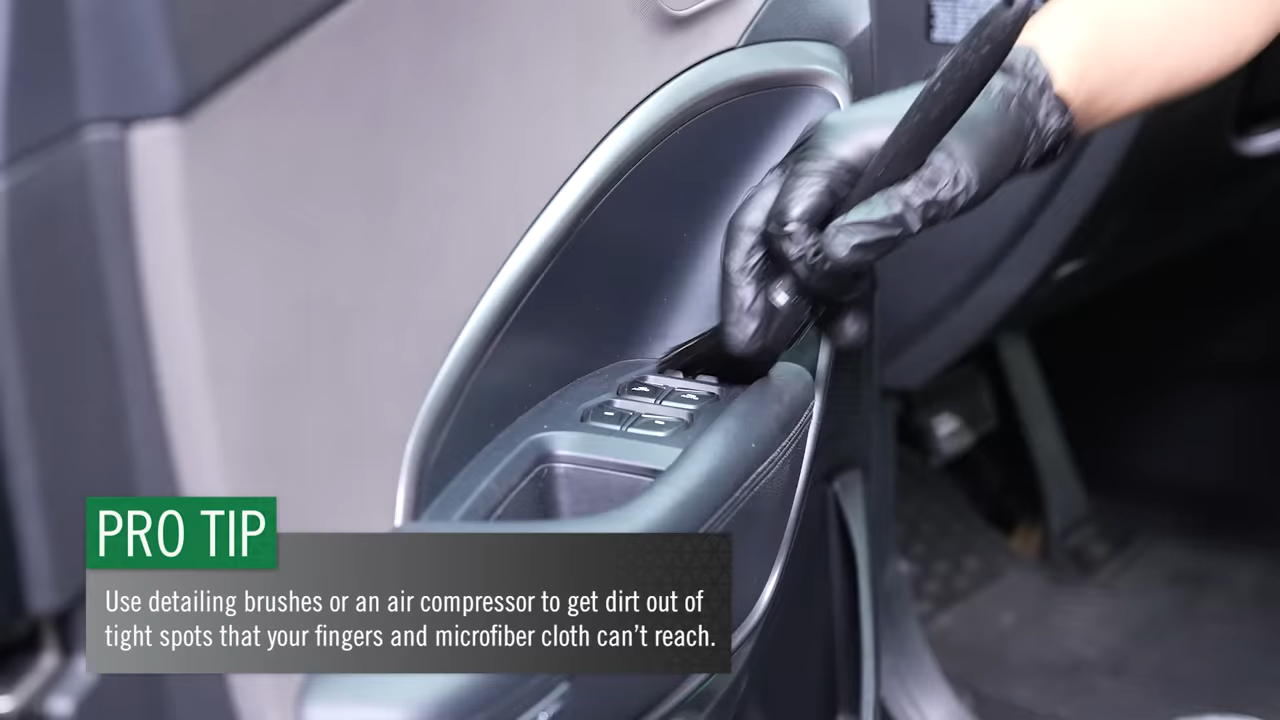 PRO TIP
Use detailing brushes or an air compressor to get dirt out of
tight spots that your fingers and microfiber cloth can't reach.